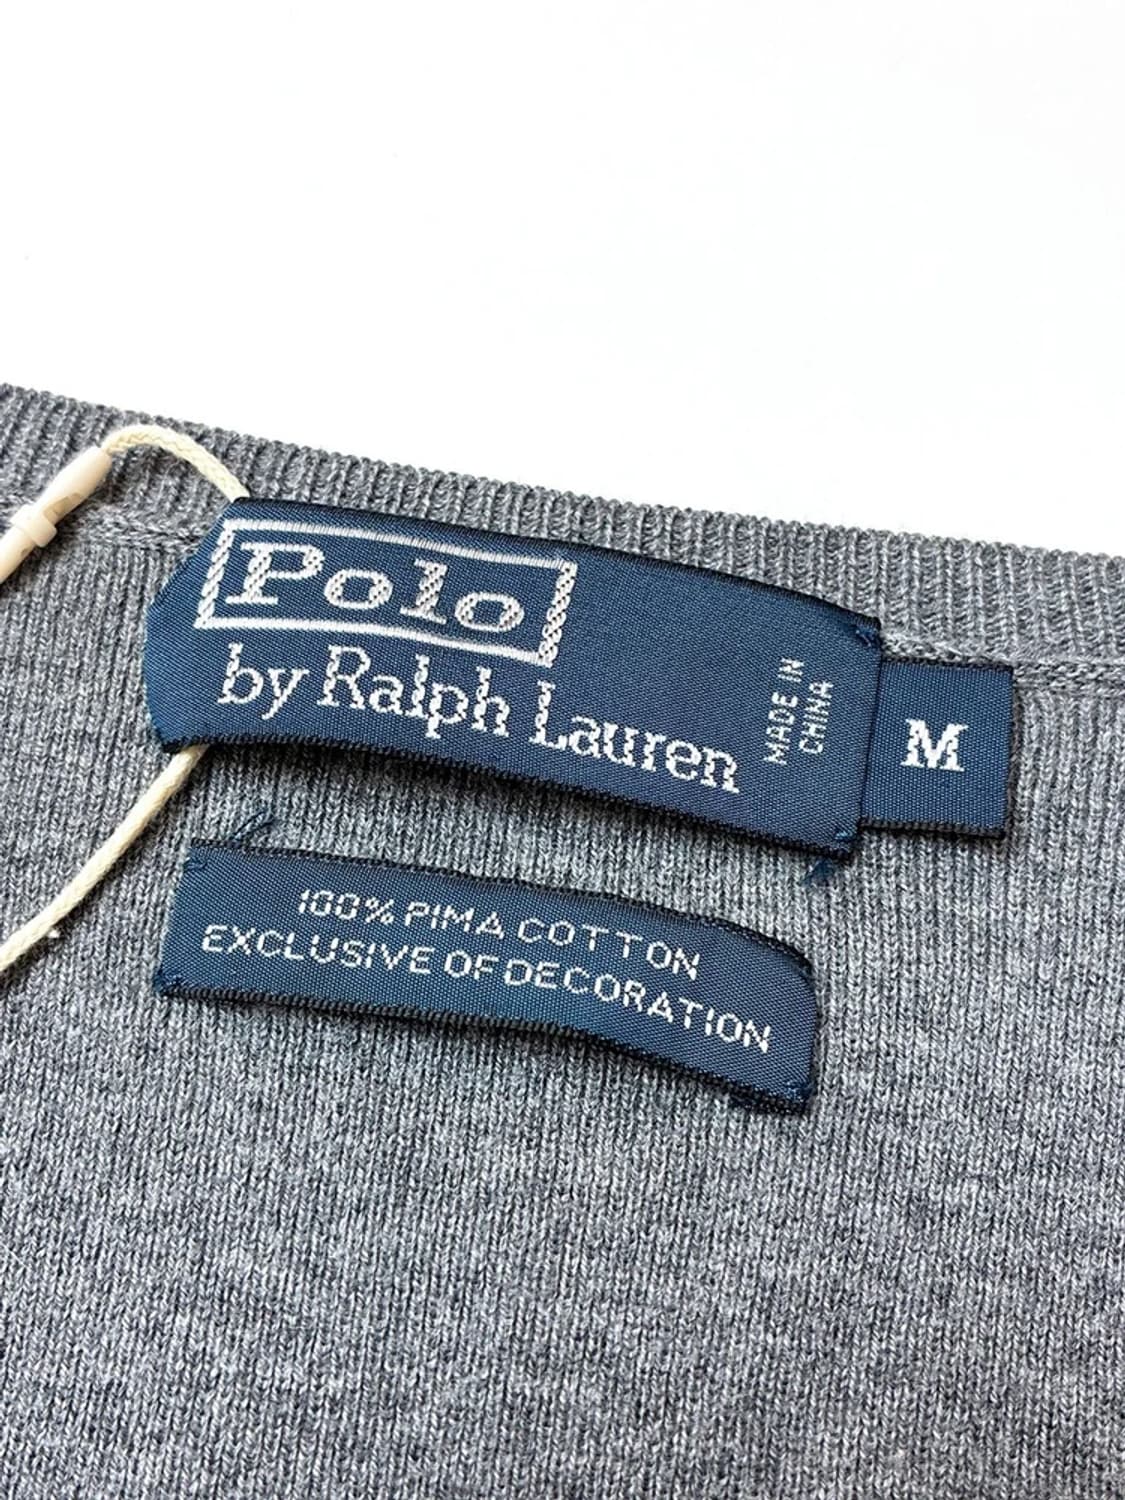 Polo
by Ralph Lauren
MADE IN
CHINA
M
100% PIMA COTTON
EXCLUSIVE OF DECORATION